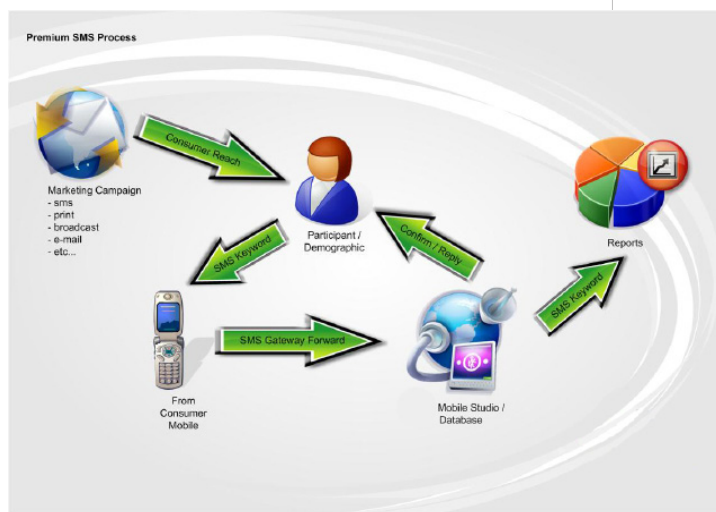 Premium SMS Process
Consumer Reach
Marketing Campaign
- sms
- print
- broadcast
- e-mail
- etc...
Participant /
Demographic
Confirm / Reply
Reports
SMS Keyword
SMS Keyword
SMS Gateway Forward
From
Consumer
Mobile
Mobile Studio /
Database